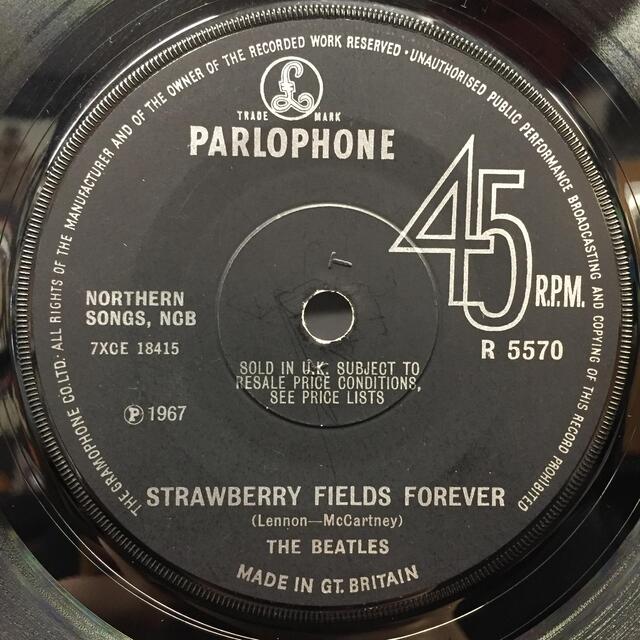 THE GRAMOPHONE CO. LTD. ALL RIGHTS OF THE MANUFACTURER AND OF THE OWNER OF THE RECORDED WORK RESERVED · UNAUTHORISED PUBLIC PERFORMANCE BROADCASTING AND COPYING OF THIS RECORD PROHIBITED
£
TRADE MARK
PARLOPHONE
45
R.P.M.
NORTHERN
SONGS, NCB
7XCE 18415
R 5570
SOLD IN U.K. SUBJECT TO
RESALE PRICE CONDITIONS,
SEE PRICE LISTS
℗ 1967
STRAWBERRY FIELDS FOREVER
(Lennon—McCartney)
THE BEATLES
MADE IN GT. BRITAIN